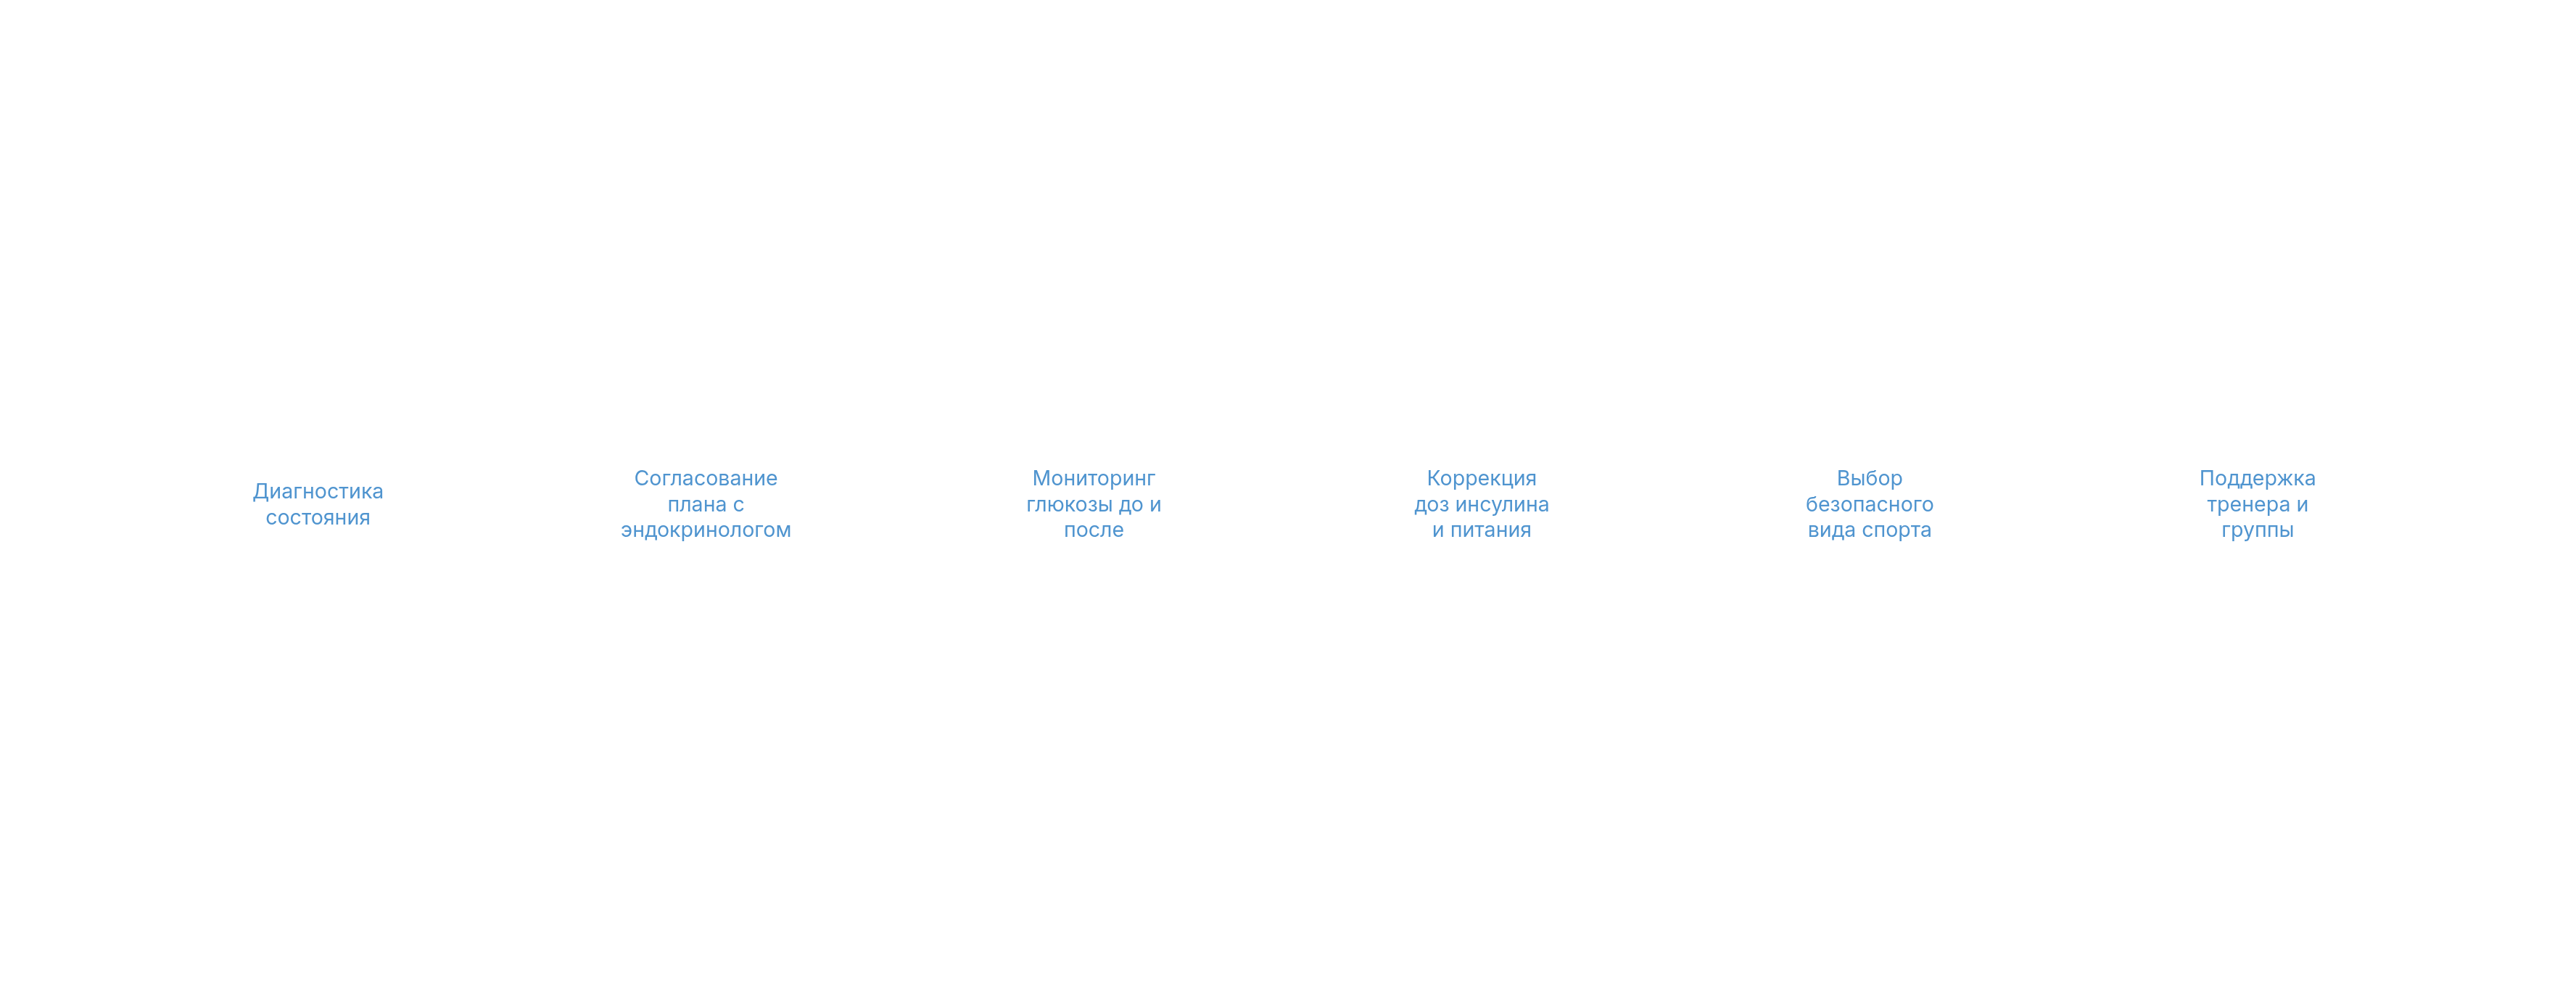 Диагностика
состояния
Согласование
плана с
эндокринологом
Мониторинг
глюкозы до и
после
Коррекция
доз инсулина
и питания
Выбор
безопасного
вида спорта
Поддержка
тренера и
группы